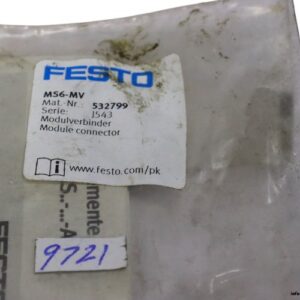 FESTO
MS6-MV
Mat.-Nr.: 532799
Serie: J543
Modulverbinder
Module connector
www.festo.com/pk
9721